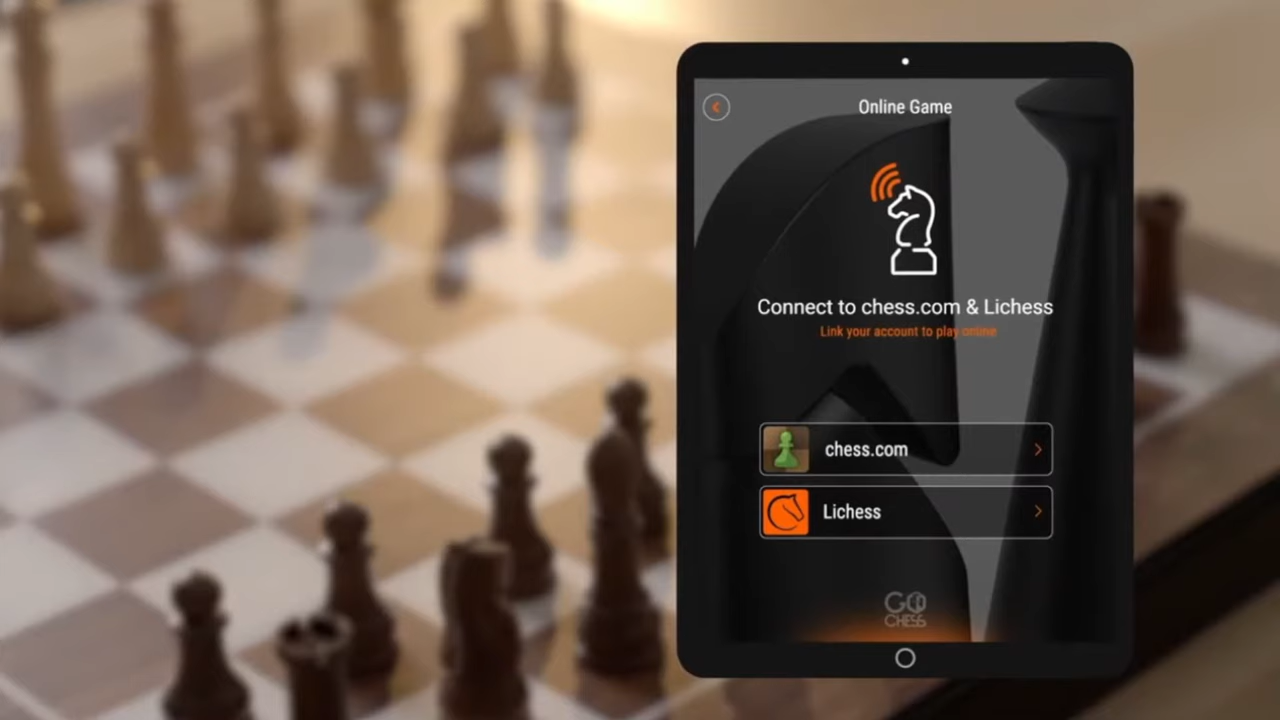 Online Game
Connect to chess.com & Lichess
Link your account to play online
chess.com
Lichess
GO
CHESS